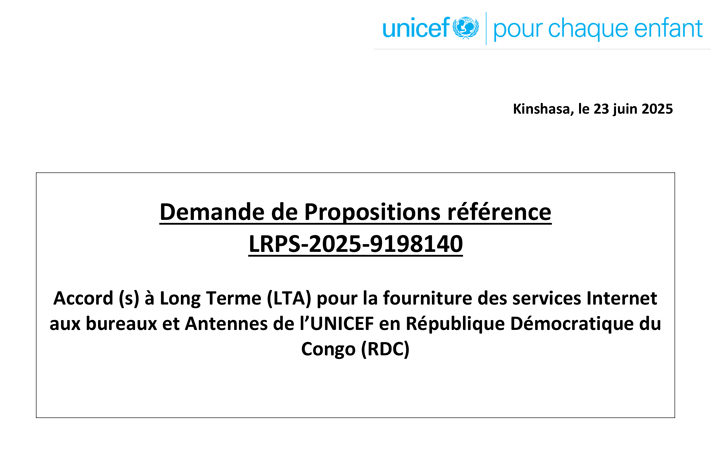 unicef pour chaque enfant
Kinshasa, le 23 juin 2025
Demande de Propositions référence
LRPS-2025-9198140
Accord (s) à Long Terme (LTA) pour la fourniture des services Internet
aux bureaux et Antennes de l’UNICEF en République Démocratique du
Congo (RDC)